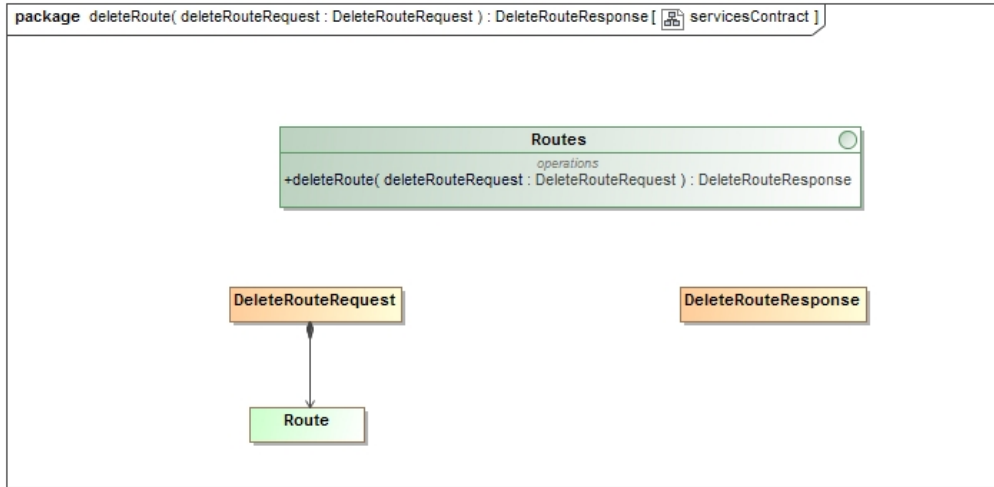 package deleteRoute( deleteRouteRequest : DeleteRouteRequest ) : DeleteRouteResponse [ servicesContract ]
Routes
operations
+deleteRoute( deleteRouteRequest : DeleteRouteRequest ) : DeleteRouteResponse
DeleteRouteRequest
DeleteRouteResponse
Route